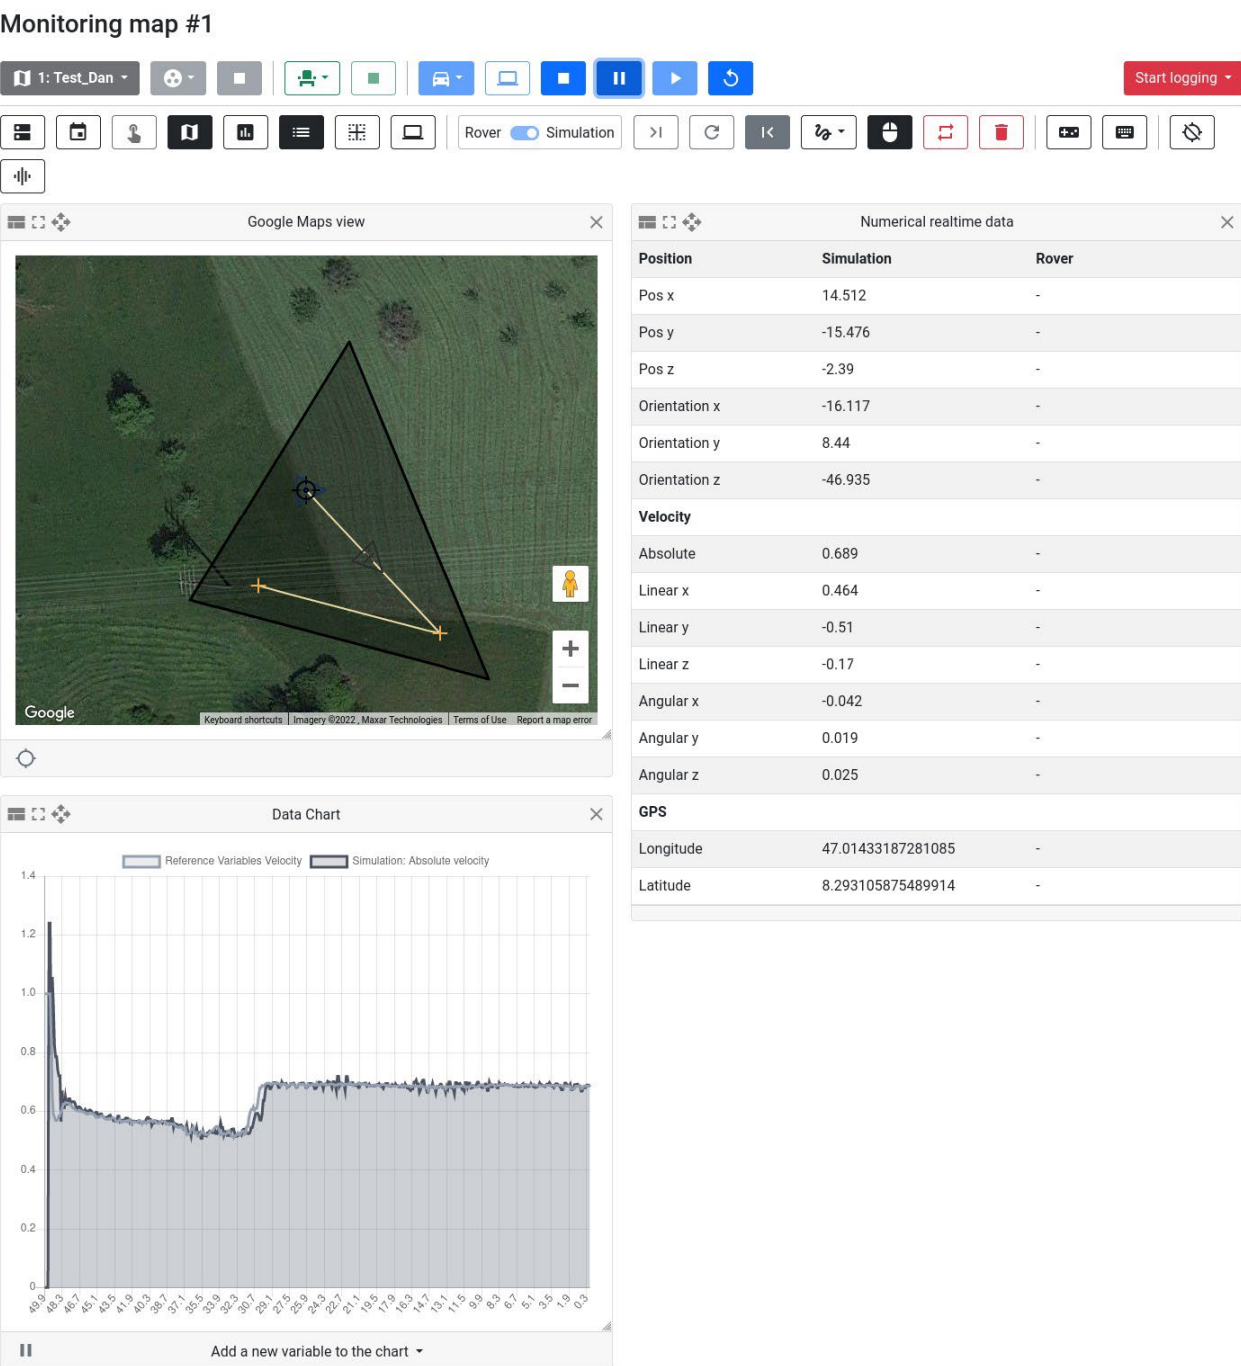 Monitoring map #1
1: Test_Dan
Start logging
Rover Simulation
Google Maps view
Google
Keyboard shortcuts Imagery ©2022 , Maxar Technologies Terms of Use Report a map error
Data Chart
Reference Variables Velocity Simulation: Absolute velocity
1.4
1.2
1.0
0.8
0.6
0.4
0.2
0
49.9 48.3 46.7 45.1 43.5 41.9 40.3 38.7 37.1 35.5 33.9 32.3 30.7 29.1 27.5 25.9 24.3 22.7 21.1 19.5 17.9 16.3 14.7 13.1 11.5 9.9 8.3 6.7 5.1 3.5 1.9 0.3
Add a new variable to the chart
Numerical realtime data
Position Simulation Rover
Pos x 14.512 -
Pos y -15.476 -
Pos z -2.39 -
Orientation x -16.117 -
Orientation y 8.44 -
Orientation z -46.935 -
Velocity
Absolute 0.689 -
Linear x 0.464 -
Linear y -0.51 -
Linear z -0.17 -
Angular x -0.042 -
Angular y 0.019 -
Angular z 0.025 -
GPS
Longitude 47.01433187281085 -
Latitude 8.293105875489914 -